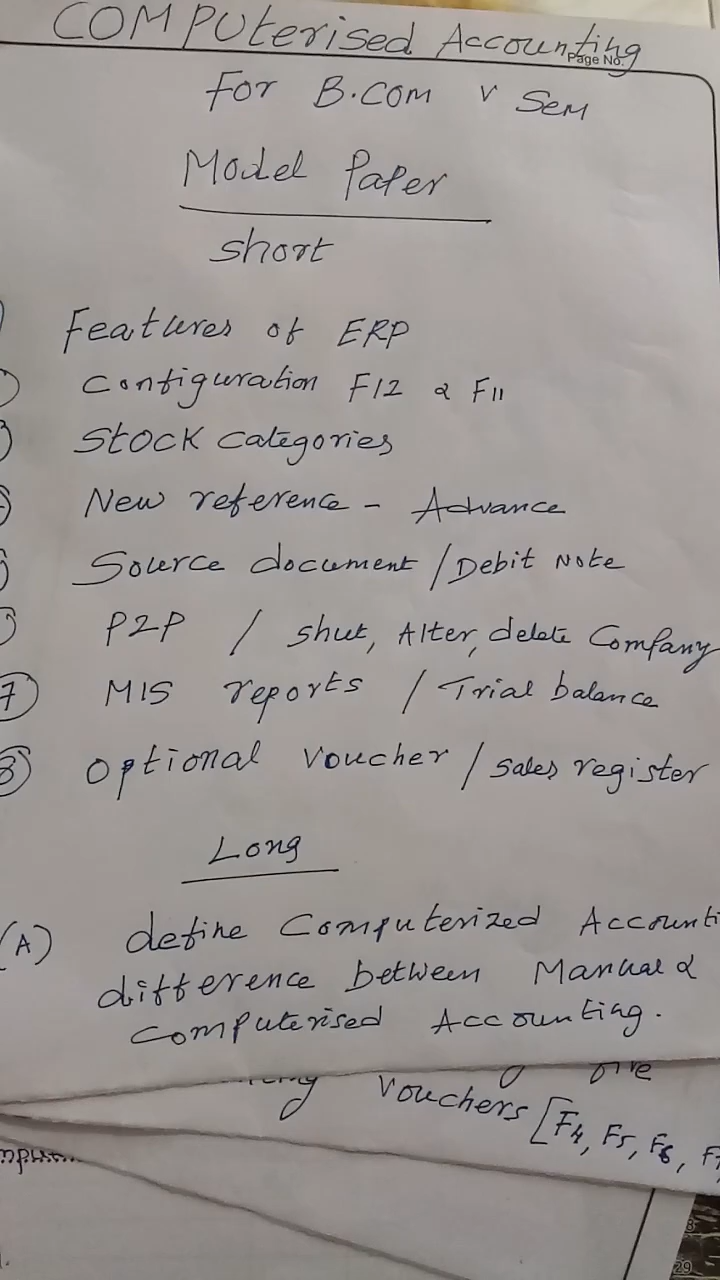 COMPUterised Accounting
Page No.
For B.COM V Sem
Model Paper
short
Features of ERP
Configuration F12 & F11
Stock Categories
New reference - Advance
Source document / Debit Note
P2P / shut, Alter, delete Company
7 MIS reports / Trial balance
8 Optional Voucher / sales register
Long
(A) define Computerized Accounti
difference between Manual &
Computerised Accounting.
Vouchers [F4, F5, F6, F7
29